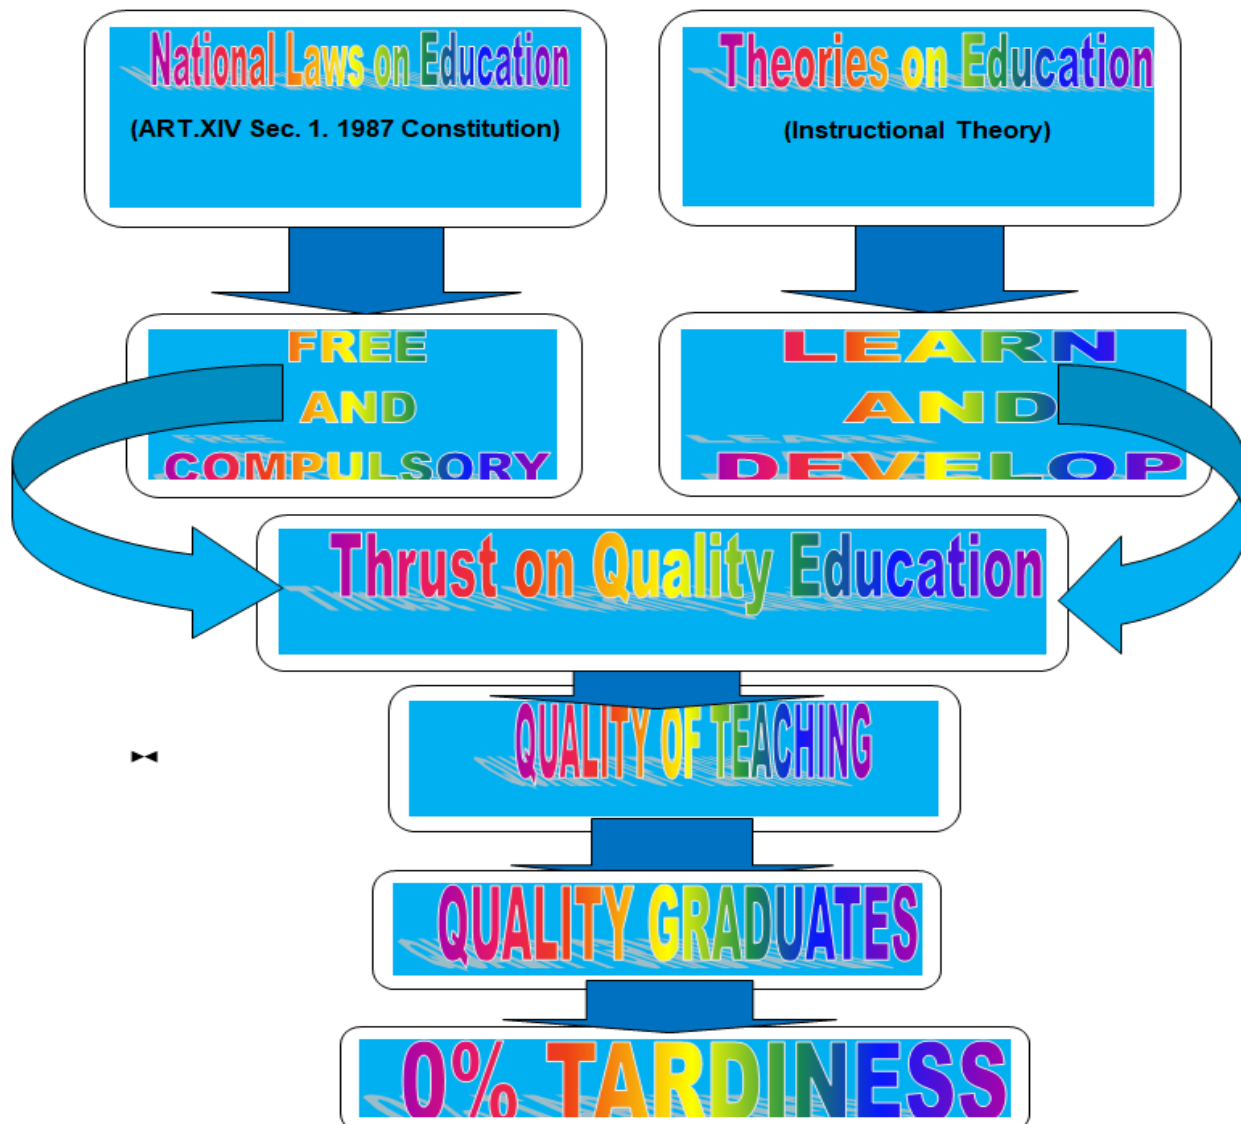 National Laws on Education
(ART.XIV Sec. 1. 1987 Constitution)
Theories on Education
(Instructional Theory)
FREE
AND
COMPULSORY
LEARN
AND
DEVELOP
Thrust on Quality Education
QUALITY OF TEACHING
QUALITY GRADUATES
0% TARDINESS